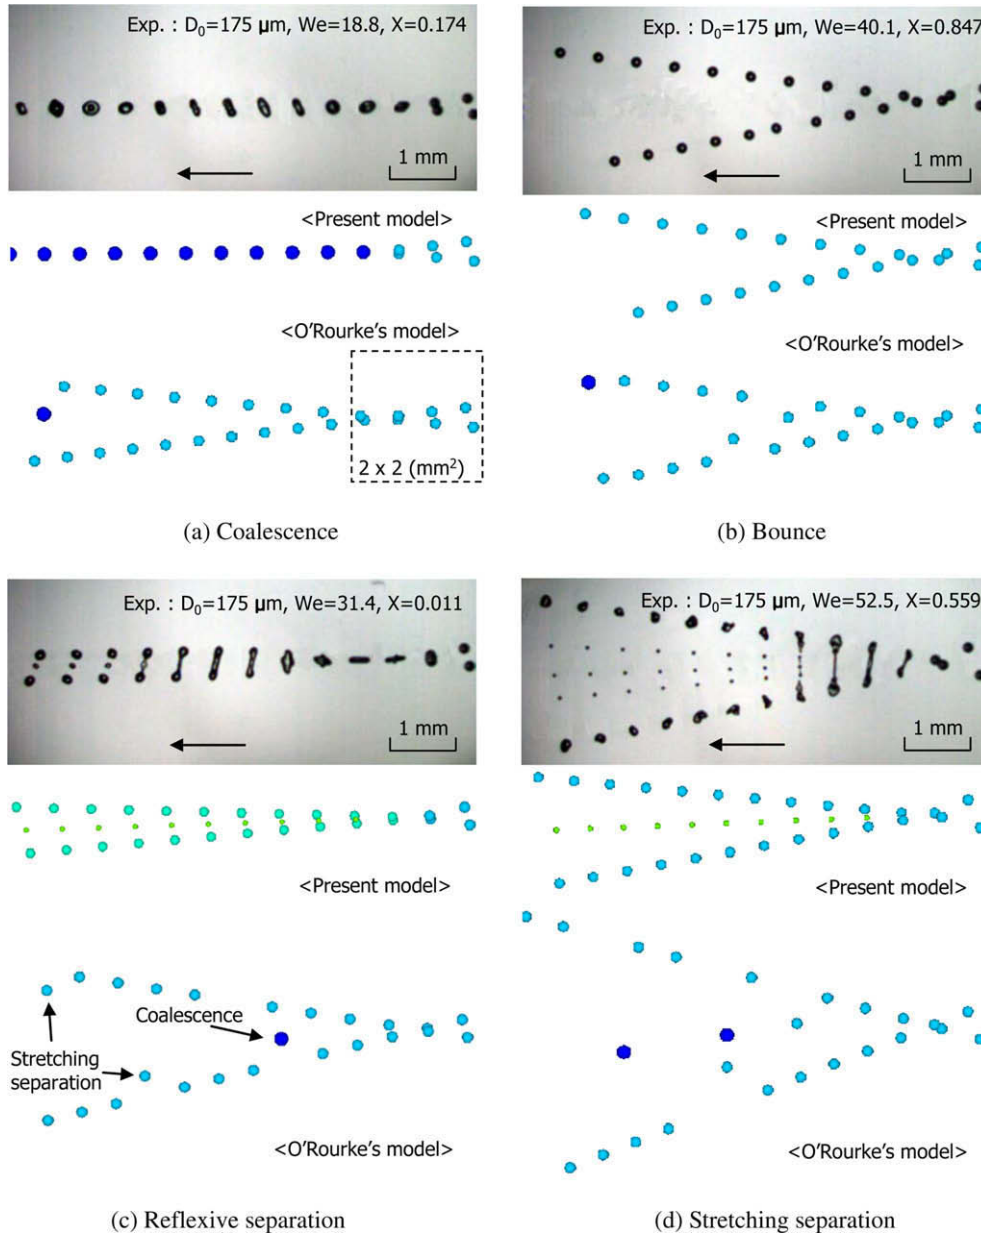 Exp. : D₀=175 μm, We=18.8, X=0.174
1 mm
<Present model>
<O'Rourke's model>
2 x 2 (mm²)
(a) Coalescence
Exp. : D₀=175 μm, We=40.1, X=0.847
1 mm
<Present model>
<O'Rourke's model>
(b) Bounce
Exp. : D₀=175 μm, We=31.4, X=0.011
1 mm
<Present model>
Coalescence
Stretching
separation
<O'Rourke's model>
(c) Reflexive separation
Exp. : D₀=175 μm, We=52.5, X=0.559
1 mm
<Present model>
<O'Rourke's model>
(d) Stretching separation